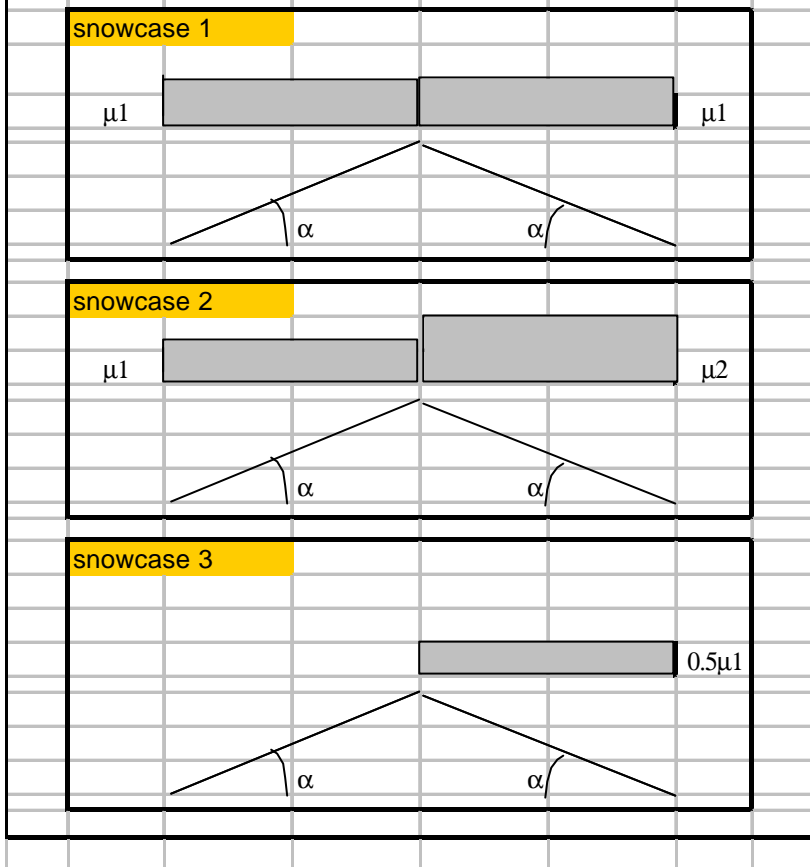 snowcase 1
μ1 μ1
α α
snowcase 2
μ1 μ2
α α
snowcase 3
0.5μ1
α α